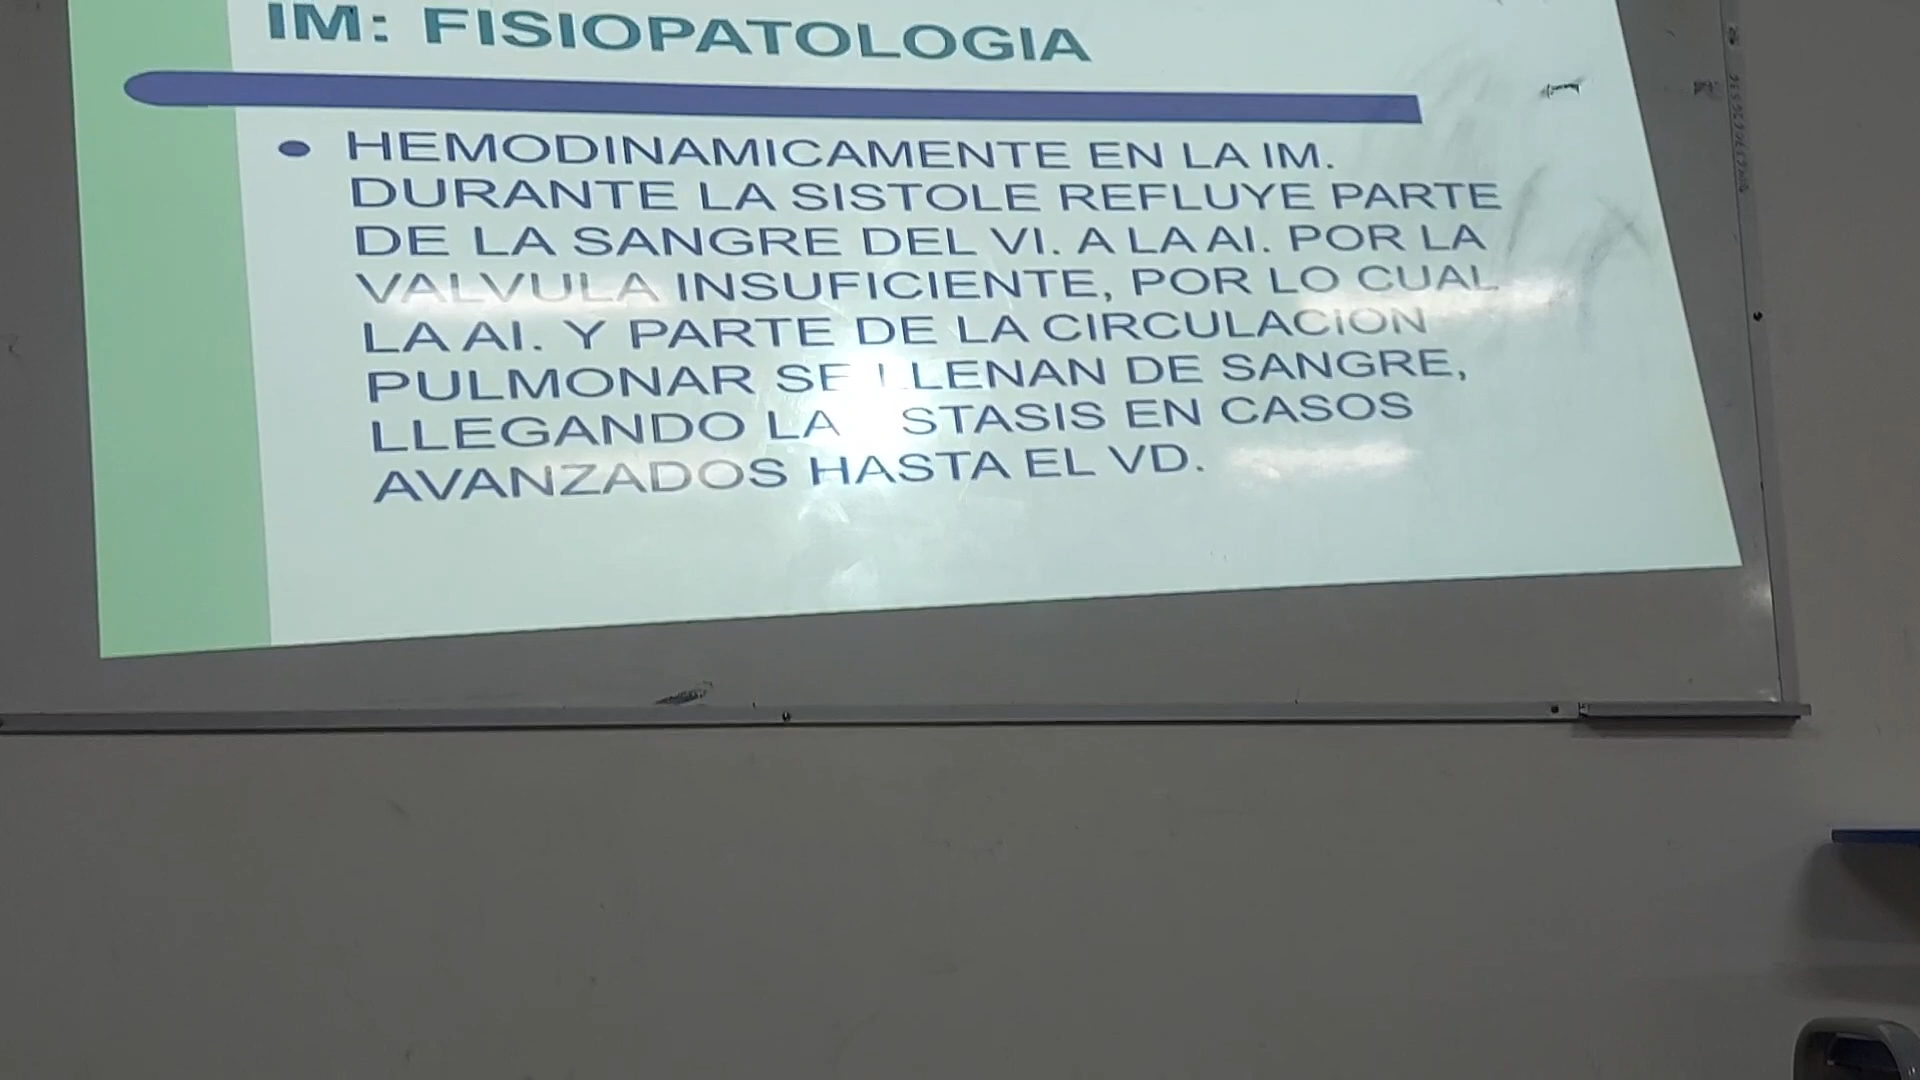 IM: FISIOPATOLOGIA
HEMODINAMICAMENTE EN LA IM.
DURANTE LA SISTOLE REFLUYE PARTE
DE LA SANGRE DEL VI. A LA AI. POR LA
VALVULA INSUFICIENTE, POR LO CUAL
LA AI. Y PARTE DE LA CIRCULACION
PULMONAR SE LLENAN DE SANGRE,
LLEGANDO LA STASIS EN CASOS
AVANZADOS HASTA EL VD.